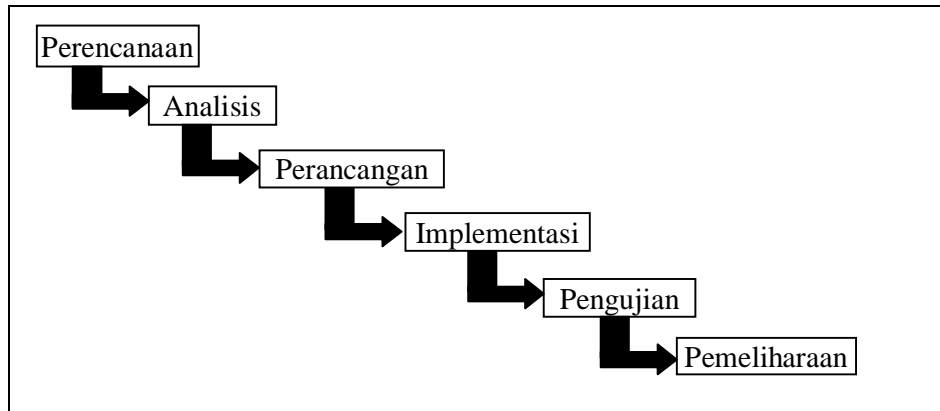 Perencanaan
Analisis
Perancangan
Implementasi
Pengujian
Pemeliharaan